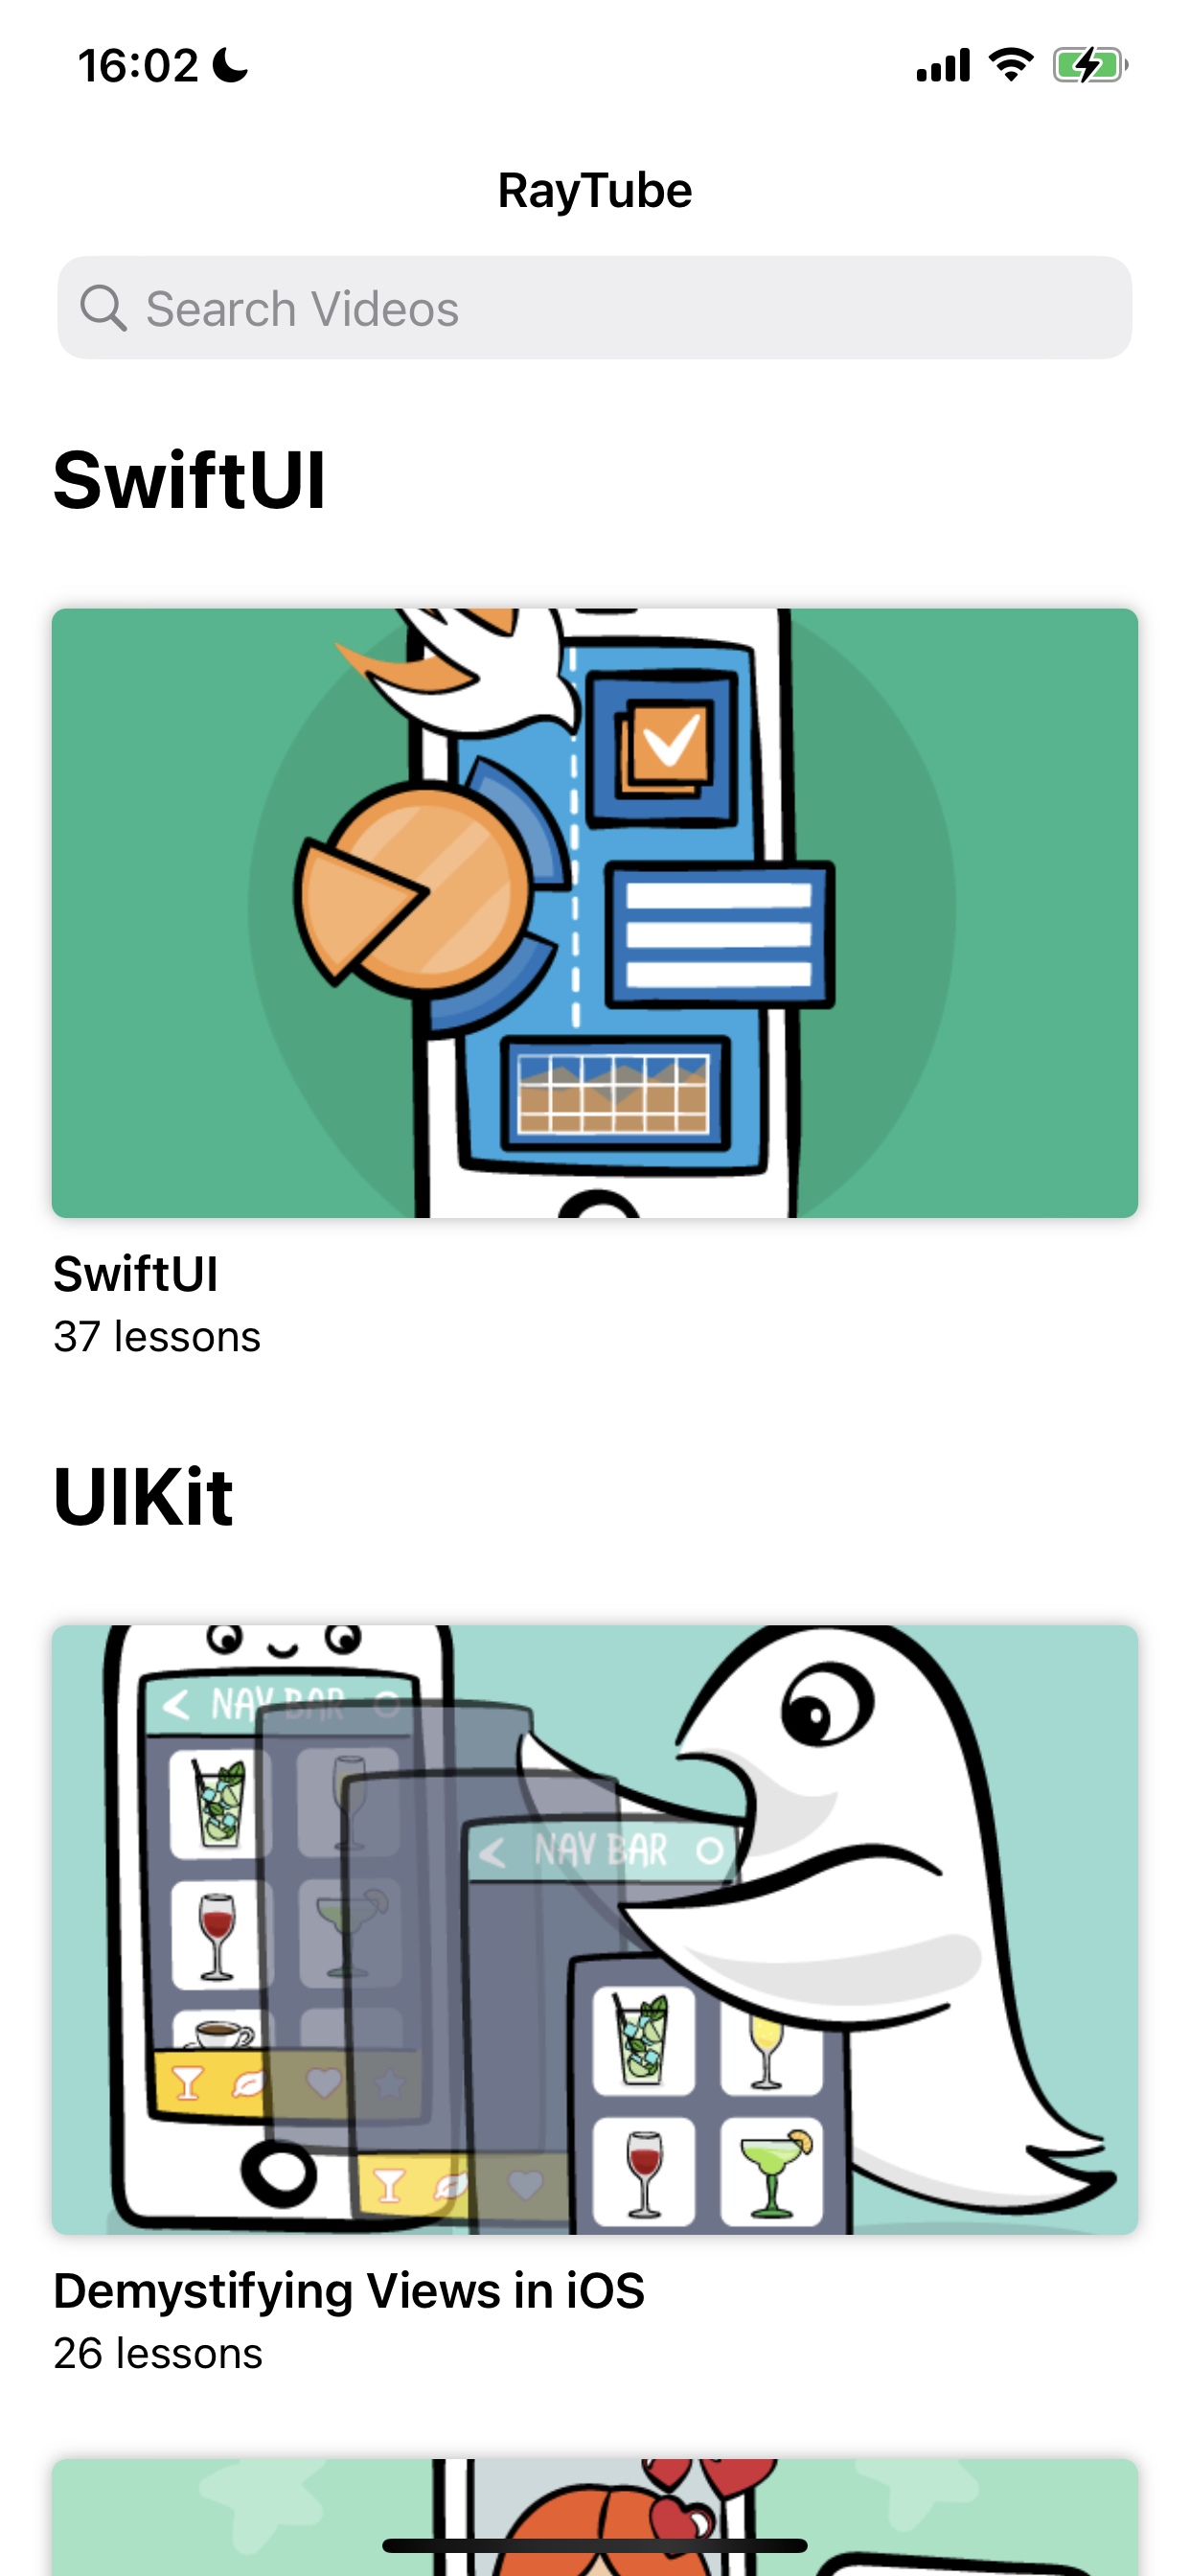 16:02
RayTube
Search Videos
SwiftUI
SwiftUI
37 lessons
UIKit
NAV BAR
NAV BAR
Demystifying Views in iOS
26 lessons